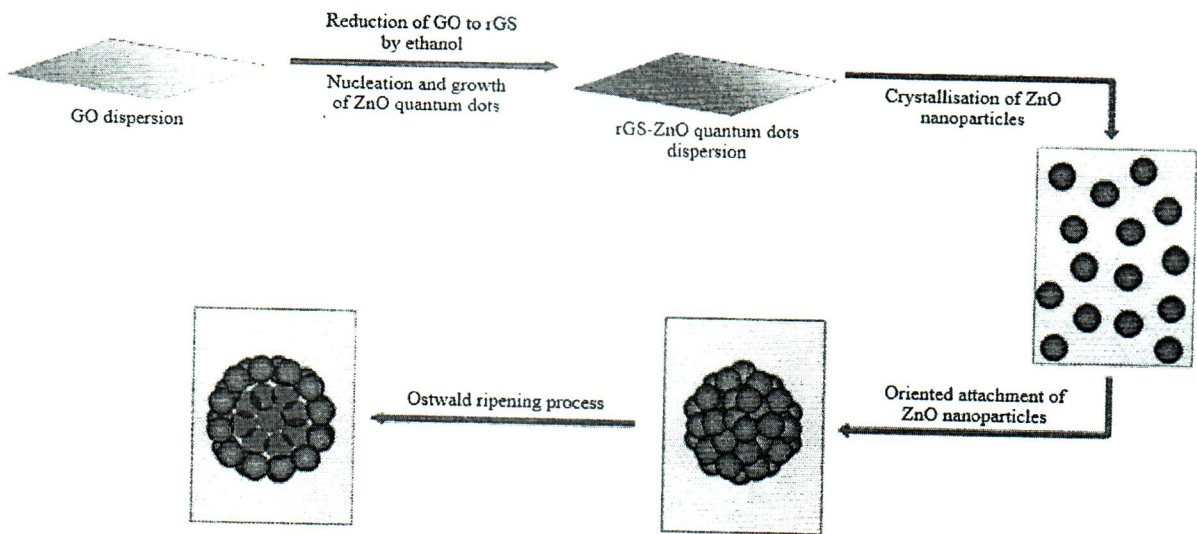 Reduction of GO to rGS
by ethanol
Nucleation and growth
of ZnO quantum dots
GO dispersion
rGS-ZnO quantum dots
dispersion
Crystallisation of ZnO
nanoparticles
Oriented attachment of
ZnO nanoparticles
Ostwald ripening process